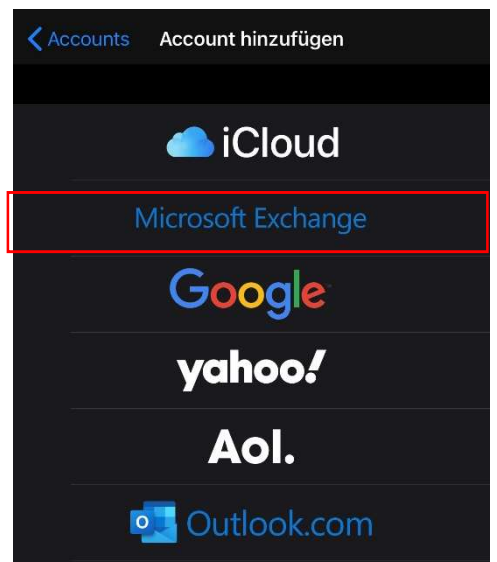 Accounts Account hinzufügen
iCloud
Microsoft Exchange
Google
yahoo!
Aol.
Outlook.com